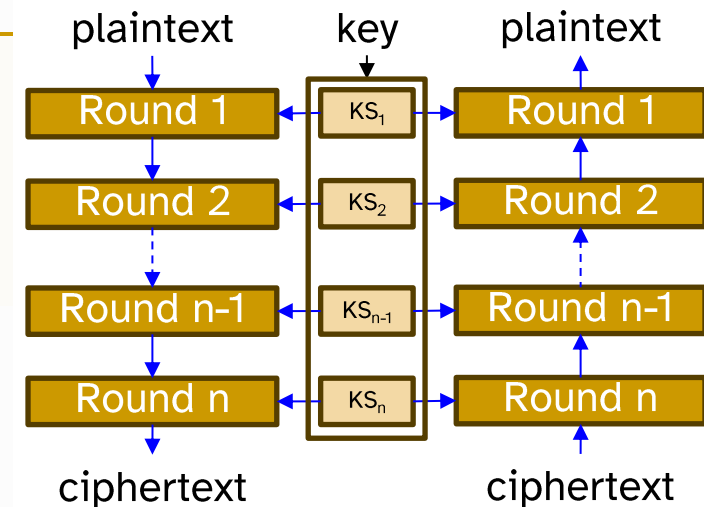 plaintext key plaintext
Round 1 KS1 Round 1
Round 2 KS2 Round 2
Round n-1 KSn-1 Round n-1
Round n KSn Round n
ciphertext ciphertext